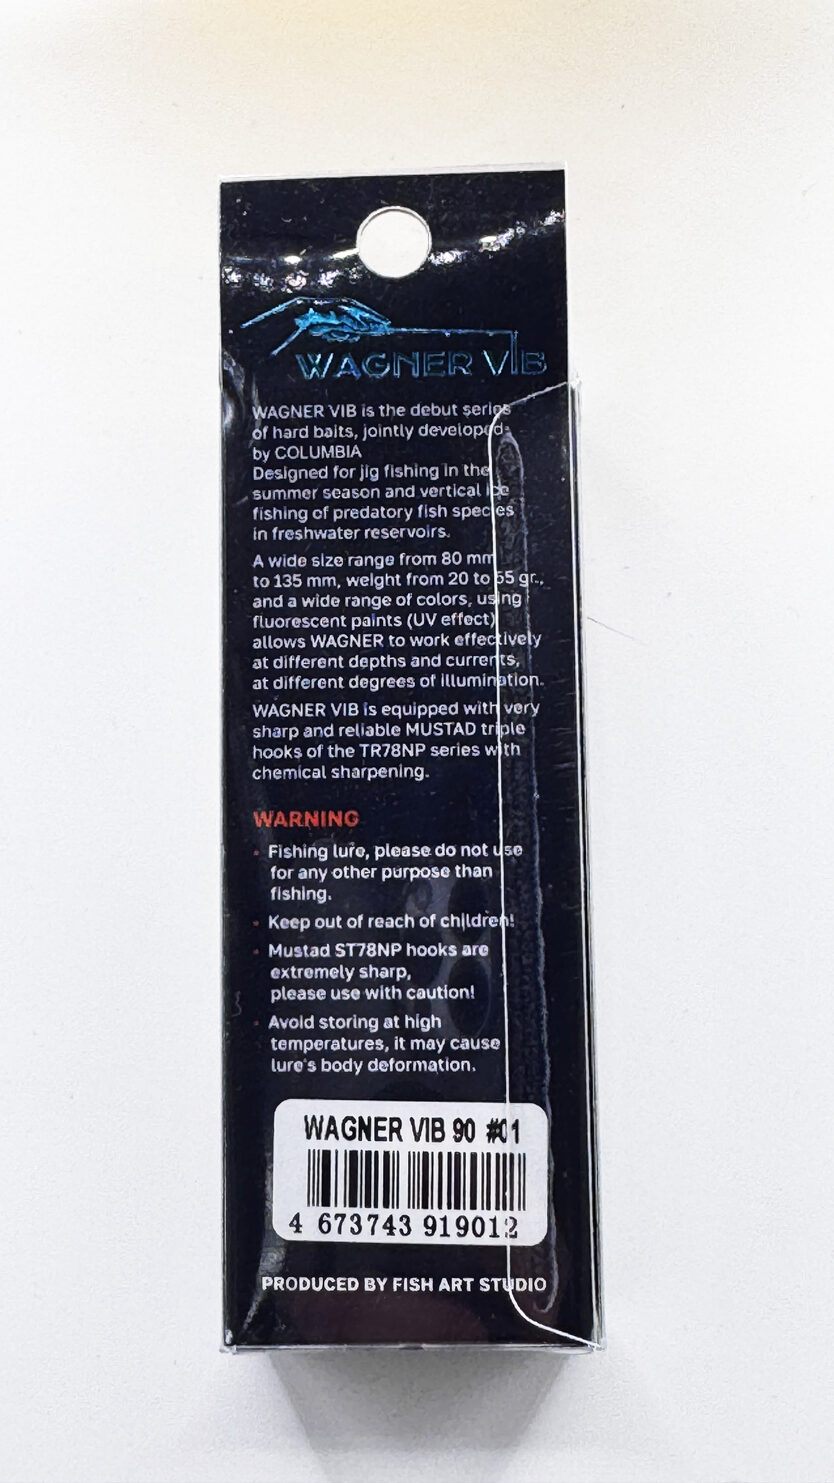 WAGNER VIB
WAGNER VIB is the debut series
of hard baits, jointly developed
by COLUMBIA
Designed for jig fishing in the
summer season and vertical ice
fishing of predatory fish species
in freshwater reservoirs.
A wide size range from 80 mm
to 135 mm, weight from 20 to 55 gr.,
and a wide range of colors, using
fluorescent paints (UV effect)
allows WAGNER to work effectively
at different depths and currents,
at different degrees of illumination.
WAGNER VIB is equipped with very
sharp and reliable MUSTAD triple
hooks of the TR78NP series with
chemical sharpening.
WARNING
- Fishing lure, please do not use
for any other purpose than
fishing.
- Keep out of reach of children!
- Mustad ST78NP hooks are
extremely sharp,
please use with caution!
- Avoid storing at high
temperatures, it may cause
lure's body deformation.
WAGNER VIB 90 #01
4 673743 919012
PRODUCED BY FISH ART STUDIO